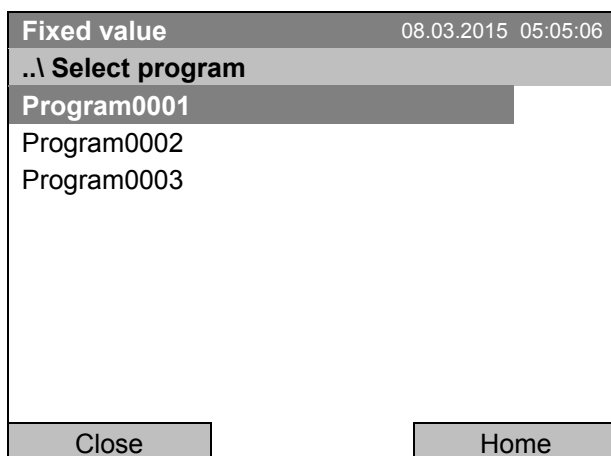 Fixed value 08.03.2015 05:05:06
..\ Select program
Program0001
Program0002
Program0003
Close Home